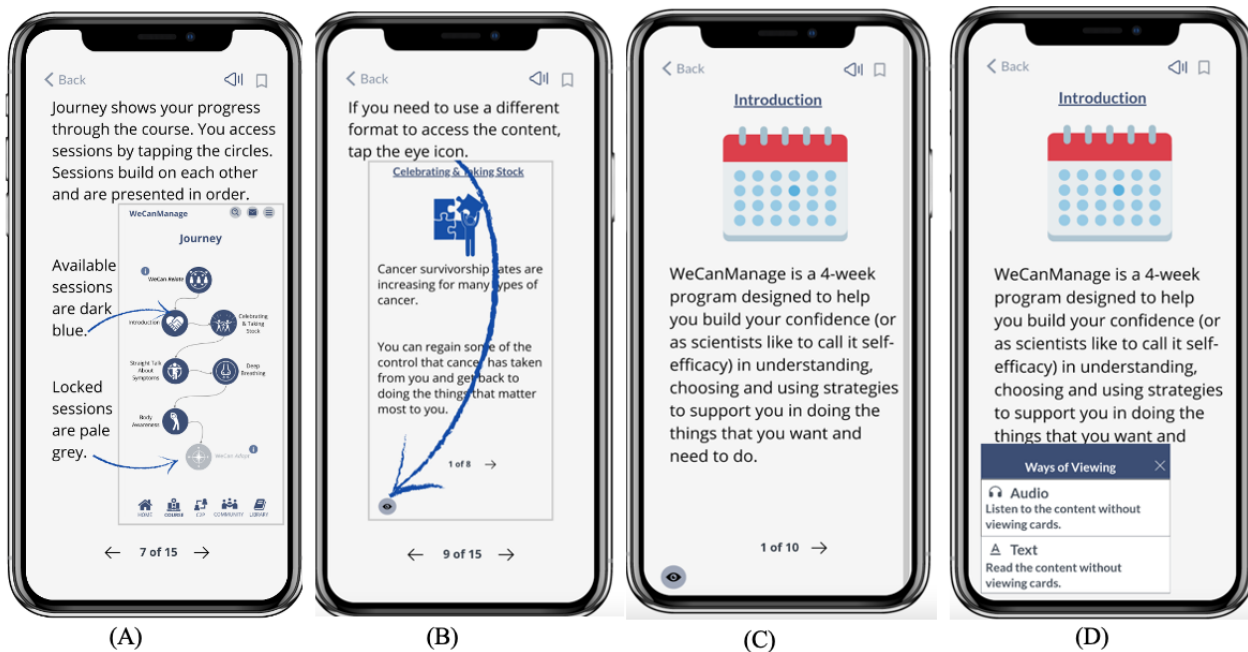 Back
Journey shows your progress
through the course. You access
sessions by tapping the circles.
Sessions build on each other
and are presented in order.
WeCanManage
Journey
Available
sessions
are dark
blue.
WeCan Relate
Introduction
Celebrating
& Taking
Stock
Straight Talk
About
Symptoms
Deep
Breathing
Locked
sessions
are pale
grey.
Body
Awareness
WeCan Adapt
HOME
COURSE
CAP
COMMUNITY
LIBRARY
← 7 of 15 →
(A)
Back
If you need to use a different
format to access the content,
tap the eye icon.
Celebrating & Taking Stock
Cancer survivorship rates are
increasing for many types of
cancer.
You can regain some of the
control that cancer has taken
from you and get back to
doing the things that matter
most to you.
1 of 8 →
← 9 of 15 →
(B)
Back
Introduction
WeCanManage is a 4-week
program designed to help
you build your confidence (or
as scientists like to call it self-
efficacy) in understanding,
choosing and using strategies
to support you in doing the
things that you want and
need to do.
1 of 10 →
(C)
Back
Introduction
WeCanManage is a 4-week
program designed to help
you build your confidence (or
as scientists like to call it self-
efficacy) in understanding,
choosing and using strategies
to support you in doing the
things that you want and
Ways of Viewing
Audio
Listen to the content without
viewing cards.
Text
Read the content without
viewing cards.
(D)